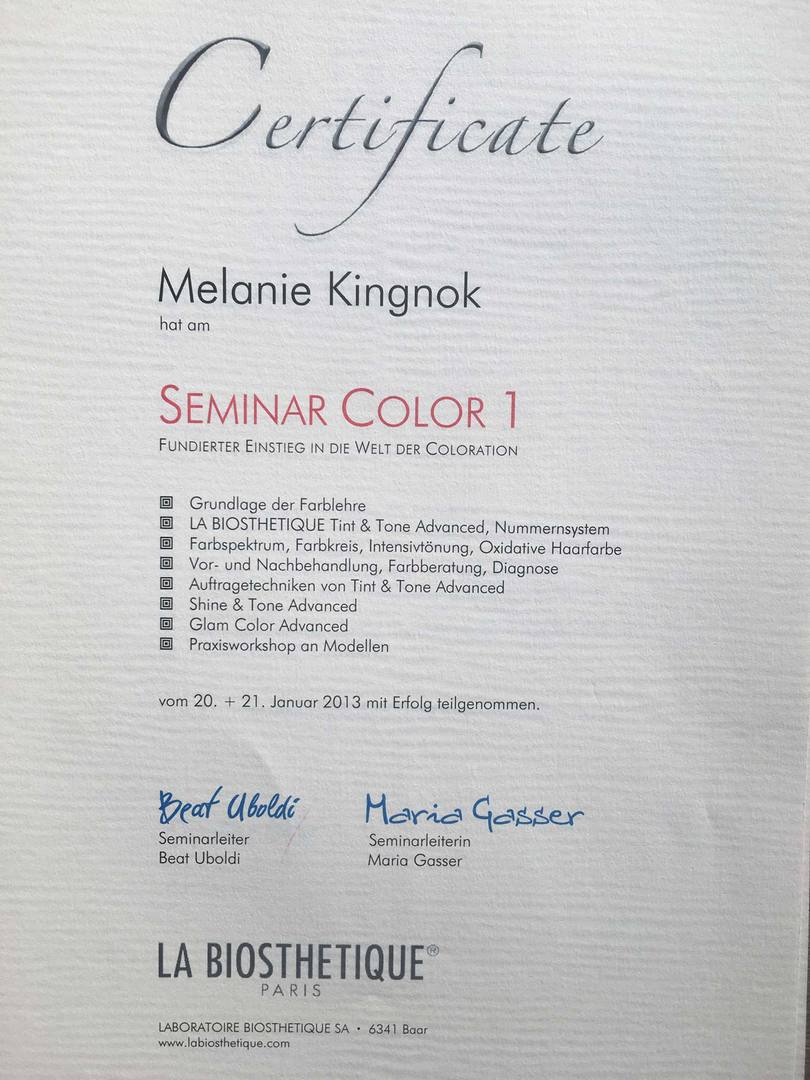 Certificate
Melanie Kingnok
hat am
SEMINAR COLOR 1
FUNDIERTER EINSTIEG IN DIE WELT DER COLORATION
Grundlage der Farblehre
LA BIOSTHETIQUE Tint & Tone Advanced, Nummernsystem
Farbspektrum, Farbkreis, Intensivtönung, Oxidative Haarfarbe
Vor- und Nachbehandlung, Farbberatung, Diagnose
Auftragetechniken von Tint & Tone Advanced
Shine & Tone Advanced
Glam Color Advanced
Praxisworkshop an Modellen
vom 20. + 21. Januar 2013 mit Erfolg teilgenommen.
Beat Uboldi Maria Gasser
Seminarleiter Seminarleiterin
Beat Uboldi Maria Gasser
LA BIOSTHETIQUE®
PARIS
LABORATOIRE BIOSTHETIQUE SA • 6341 Baar
www.labiosthetique.com